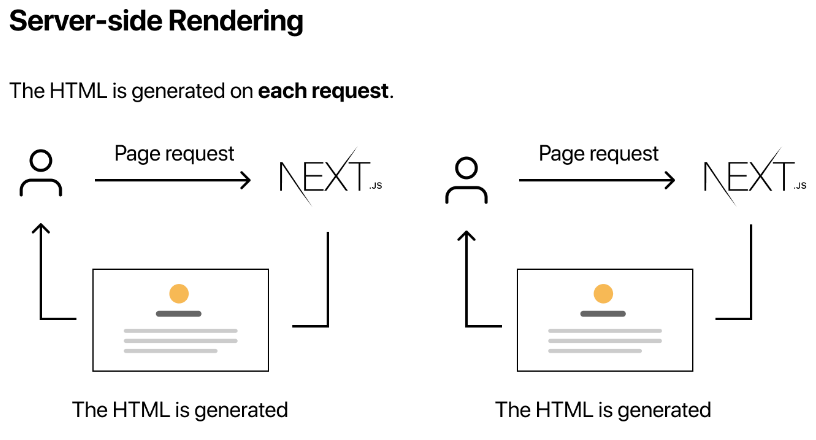 Server-side Rendering
The HTML is generated on each request.
Page request
NEXT.JS
The HTML is generated
Page request
NEXT.JS
The HTML is generated